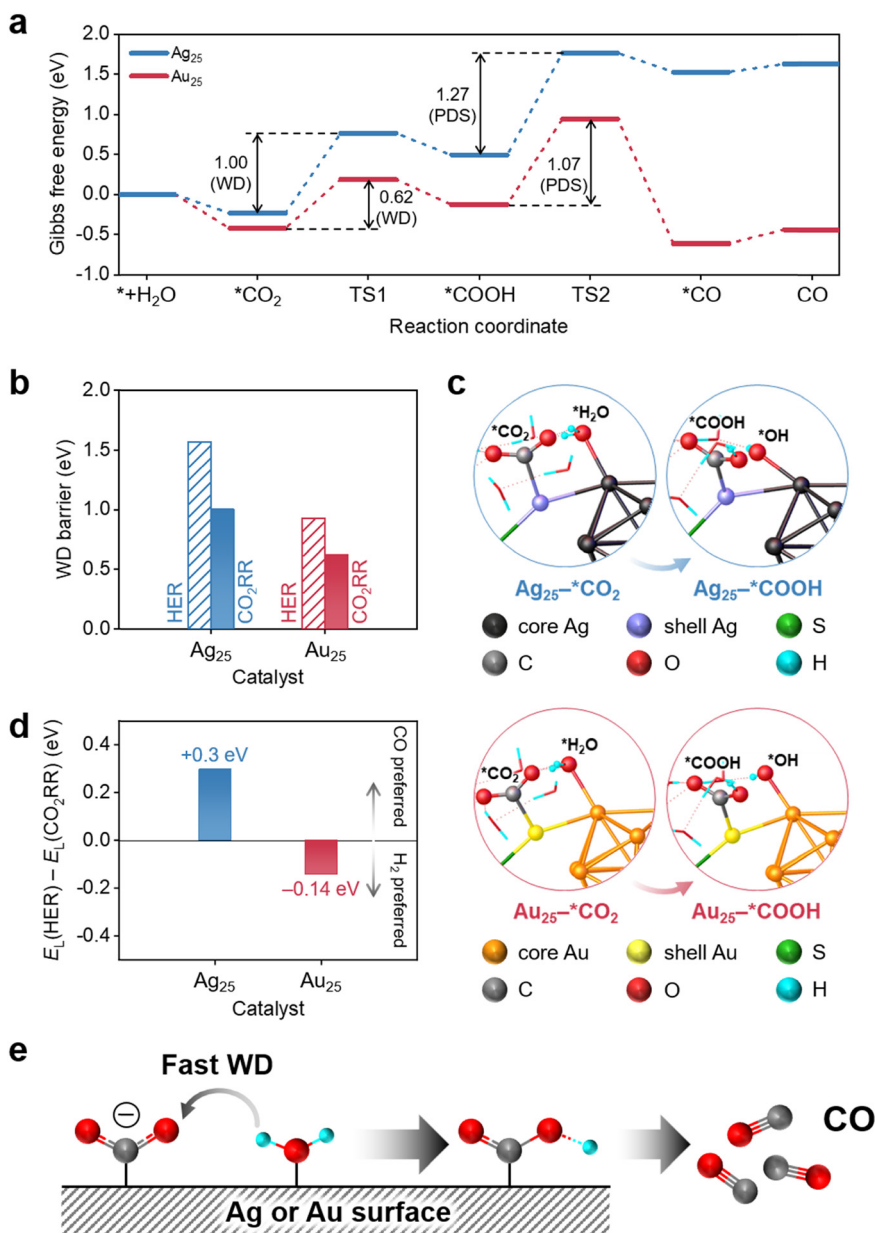 a
2.0
Ag25
Au25
1.5
1.0
0.5
0.0
-0.5
-1.0
Gibbs free energy (eV)
1.00
(WD)
0.62
(WD)
1.27
(PDS)
1.07
(PDS)
*+H2O *CO2 TS1 *COOH TS2 *CO CO
Reaction coordinate
b
2.0
1.5
1.0
0.5
0.0
WD barrier (eV)
HER
CO2RR
HER
CO2RR
Ag25 Au25
Catalyst
c
*CO2 *H2O
*COOH *OH
Ag25–*CO2 Ag25–*COOH
core Ag shell Ag S
C O H
*CO2 *H2O
*COOH *OH
Au25–*CO2 Au25–*COOH
core Au shell Au S
C O H
d
0.4
0.2
0.0
-0.2
-0.4
EL(HER) – EL(CO2RR) (eV)
+0.3 eV
–0.14 eV
CO preferred
H2 preferred
Ag25 Au25
Catalyst
e
Fast WD
CO
Ag or Au surface